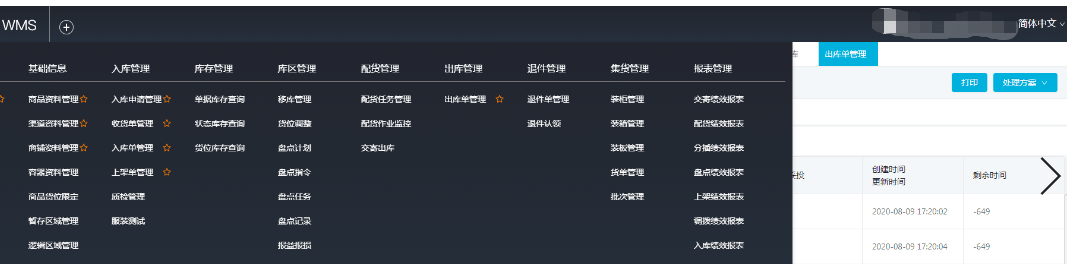 WMS
简体中文
出库单管理
打印 处理方案
基础信息 入库管理 库存管理 库区管理 配货管理 出库管理 退件管理 集货管理 报表管理
商品资料管理 入库申请管理 单据库存查询 移库管理 配货任务管理 出库单管理 退件单管理 装柜管理 交寄绩效报表
渠道资料管理 收货单管理 状态库存查询 货位调整 配货作业监控 退件认领 装箱管理 配货绩效报表
商铺资料管理 入库单管理 货位库存查询 盘点计划 交寄出库 装板管理 分播绩效报表
容器资料管理 上架单管理 盘点指令 货单管理 盘点绩效报表
商品货位限定 质检管理 盘点任务 批次管理 上架绩效报表
暂存区域管理 服装测试 盘点记录 调拨绩效报表
逻辑区域管理 报益报损 入库绩效报表
创建时间 剩余时间
更新时间
2020-08-09 17:20:02 -649
2020-08-09 17:20:04 -649